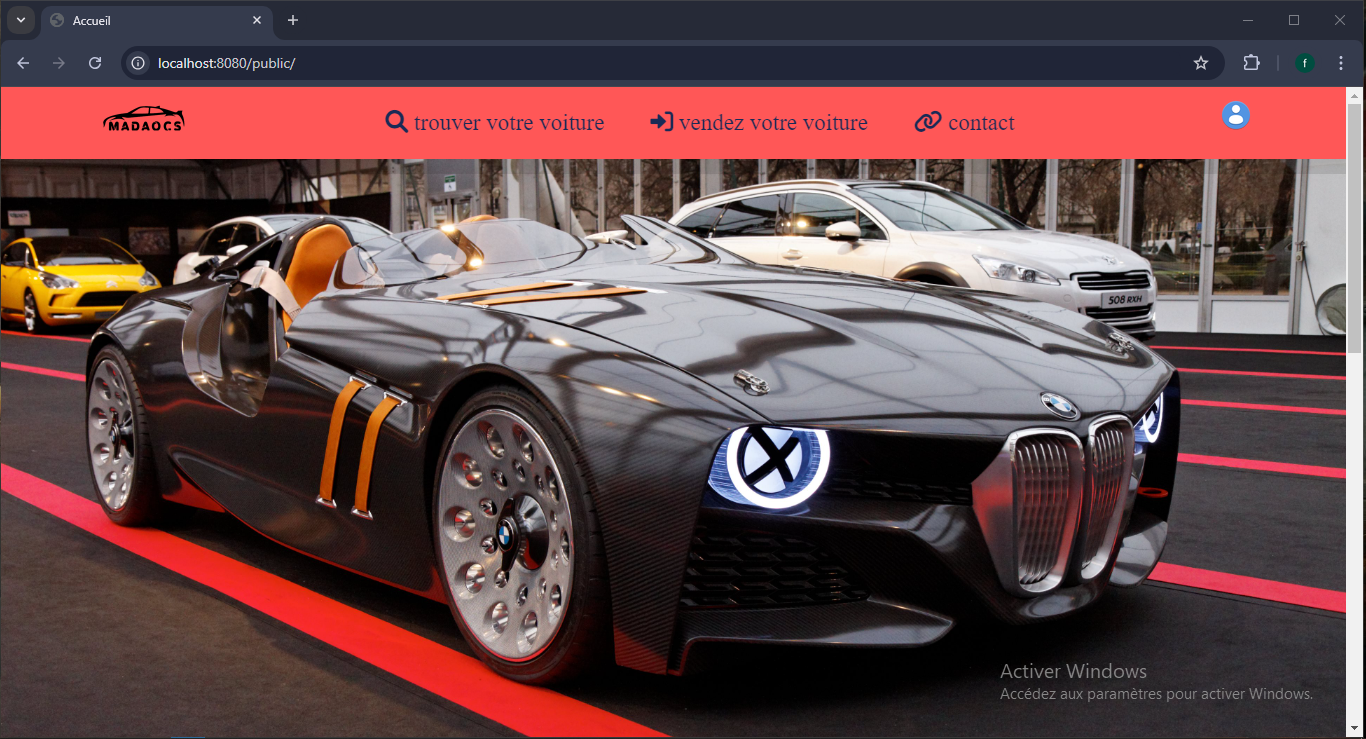 Accueil
localhost:8080/public/
f
MADAOCS
trouver votre voiture
vendez votre voiture
contact
508 RXH
Activer Windows
Accédez aux paramètres pour activer Windows.